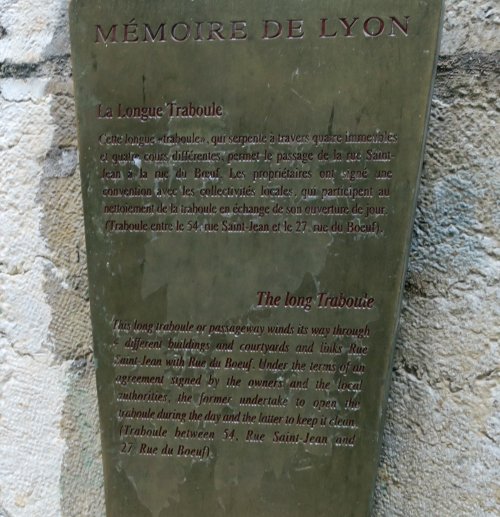 MÉMOIRE DE LYON
La Longue Traboule
Cette longue «traboule», qui serpente à travers quatre immeubles
et quatre cours différentes, permet le passage de la rue Saint-
Jean à la rue du Bœuf. Les propriétaires ont signé une
convention avec les collectivités locales, qui participent au
nettoiement de la traboule en échange de son ouverture de jour.
(Traboule entre le 54, rue Saint-Jean et le 27, rue du Boeuf).
The long Traboule
This long traboule or passageway winds its way through
different buildings and courtyards and links Rue
Saint-Jean with Rue du Boeuf. Under the terms of an
agreement signed by the owners and the local
authorities, the former undertake to open the
traboule during the day and the latter to keep it clean.
(Traboule between 54, Rue Saint-Jean and
27, Rue du Boeuf).